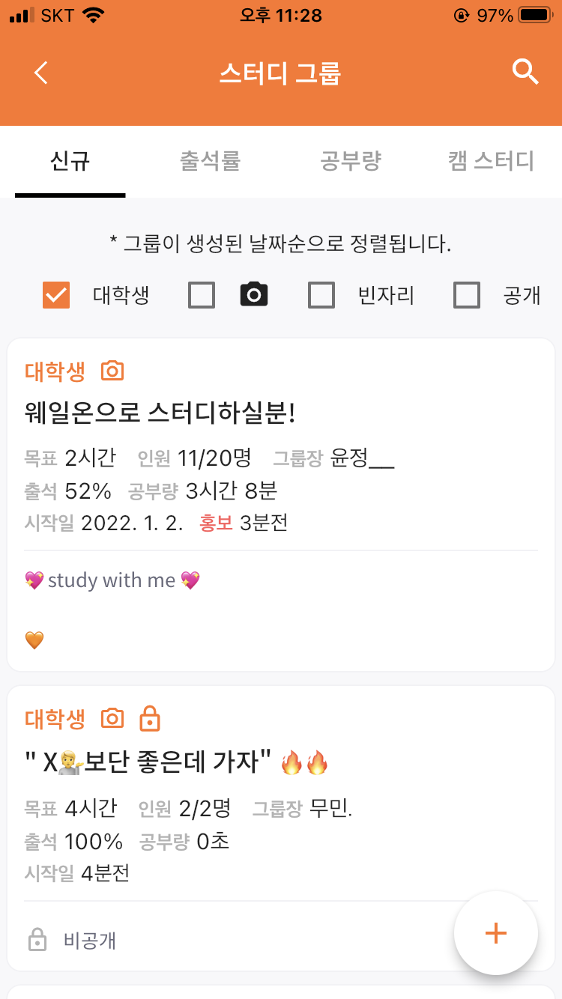 SKT 오후 11:28 97%
스터디 그룹
신규 출석률 공부량 캠 스터디
* 그룹이 생성된 날짜순으로 정렬됩니다.
대학생 빈자리 공개
대학생
웨일온으로 스터디하실분!
목표 2시간 인원 11/20명 그룹장 윤정__
출석 52% 공부량 3시간 8분
시작일 2022. 1. 2. 홍보 3분전
💖 study with me 💖
🧡
대학생
" X💁보단 좋은데 가자" 🔥🔥
목표 4시간 인원 2/2명 그룹장 무민.
출석 100% 공부량 0초
시작일 4분전
비공개